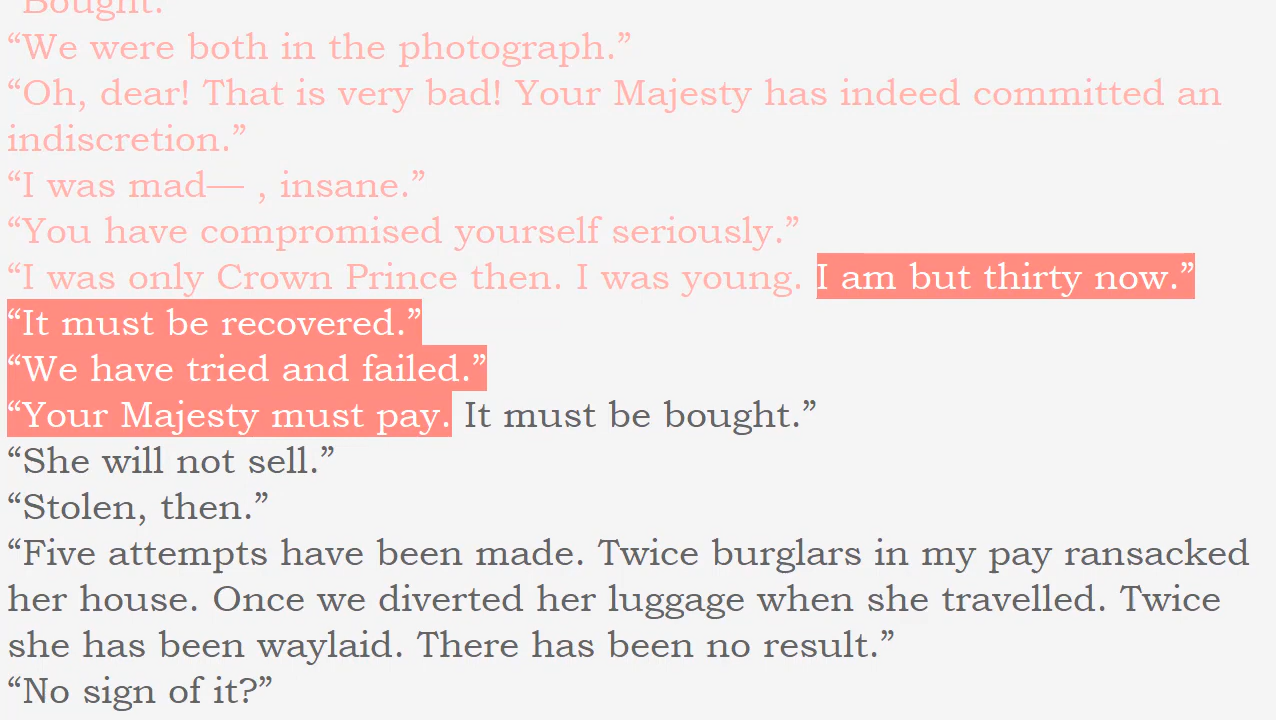 “Bought.”
“We were both in the photograph.”
“Oh, dear! That is very bad! Your Majesty has indeed committed an
indiscretion.”
“I was mad— , insane.”
“You have compromised yourself seriously.”
“I was only Crown Prince then. I was young. I am but thirty now.”
“It must be recovered.”
“We have tried and failed.”
“Your Majesty must pay. It must be bought.”
“She will not sell.”
“Stolen, then.”
“Five attempts have been made. Twice burglars in my pay ransacked
her house. Once we diverted her luggage when she travelled. Twice
she has been waylaid. There has been no result.”
“No sign of it?”